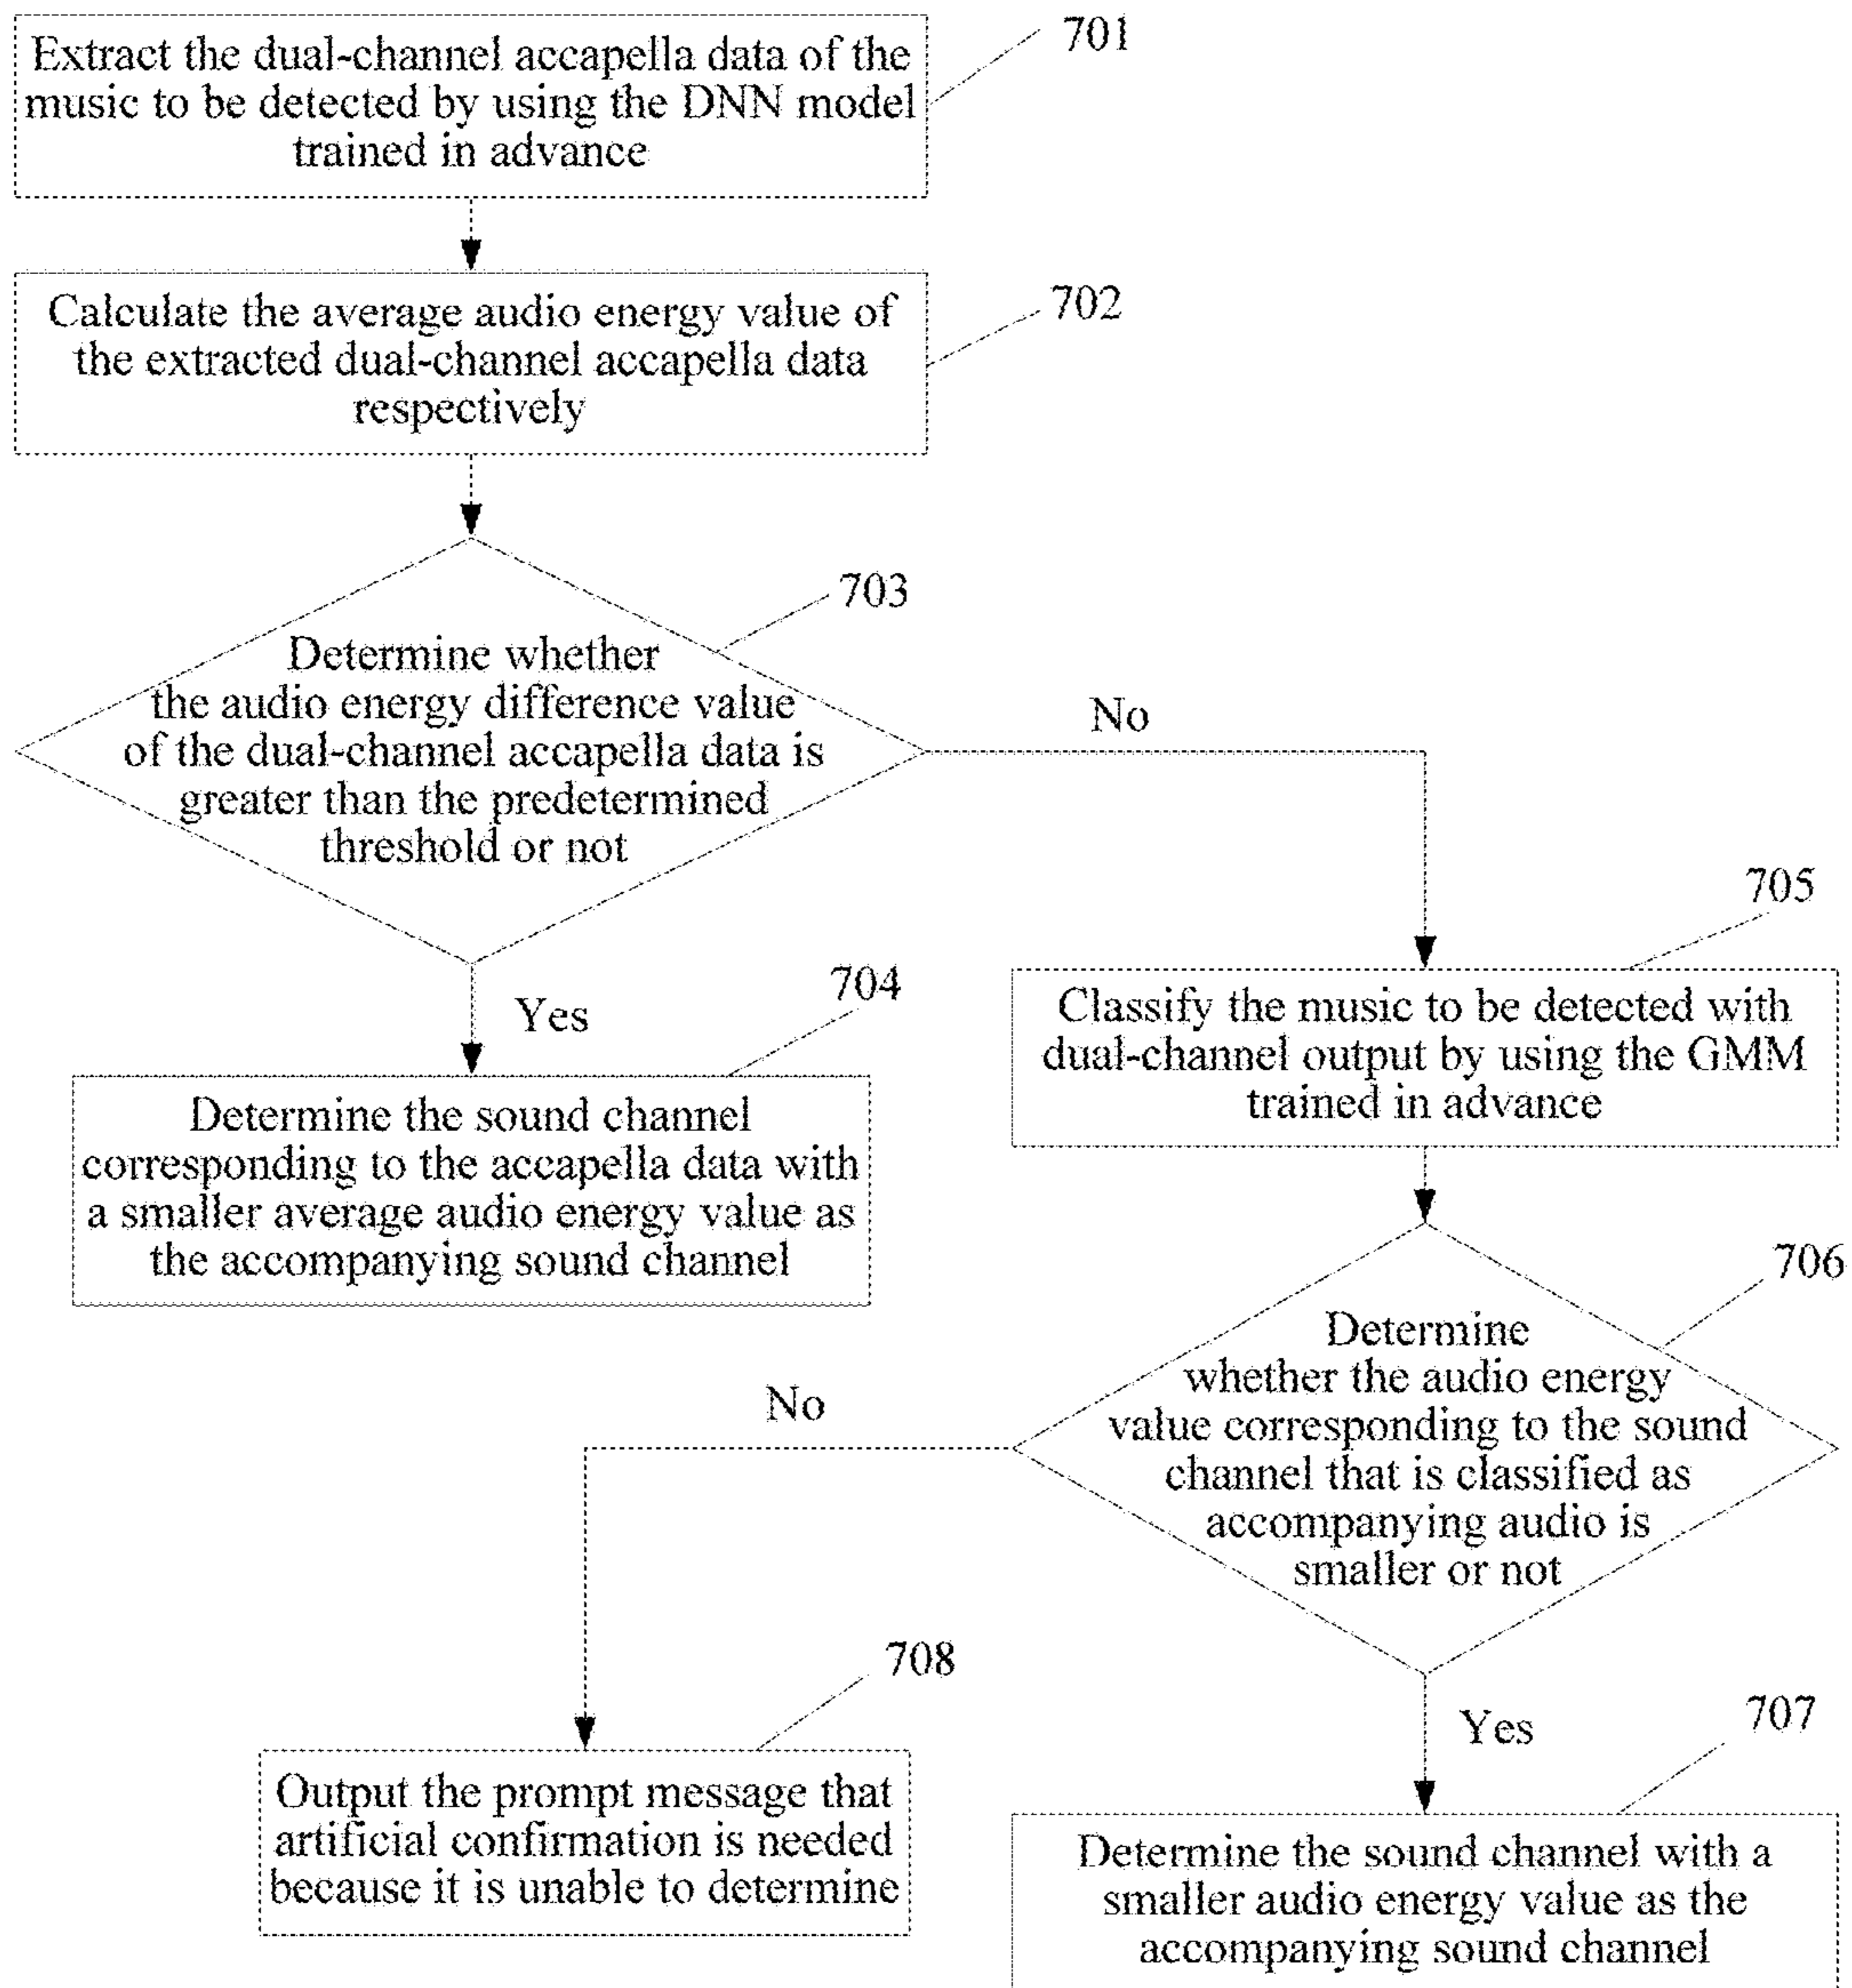 Extract the dual-channel accapella data of the
music to be detected by using the DNN model
trained in advance
701
Calculate the average audio energy value of
the extracted dual-channel accapella data
respectively
702
703
Determine whether
the audio energy difference value
of the dual-channel accapella data is
greater than the predetermined
threshold or not
No
Yes
704
Determine the sound channel
corresponding to the accapella data with
a smaller average audio energy value as
the accompanying sound channel
705
Classify the music to be detected with
dual-channel output by using the GMM
trained in advance
706
Determine
whether the audio energy
value corresponding to the sound
channel that is classified as
accompanying audio is
smaller or not
No
Yes
707
Determine the sound channel with a
smaller audio energy value as the
accompanying sound channel
708
Output the prompt message that
artificial confirmation is needed
because it is unable to determine